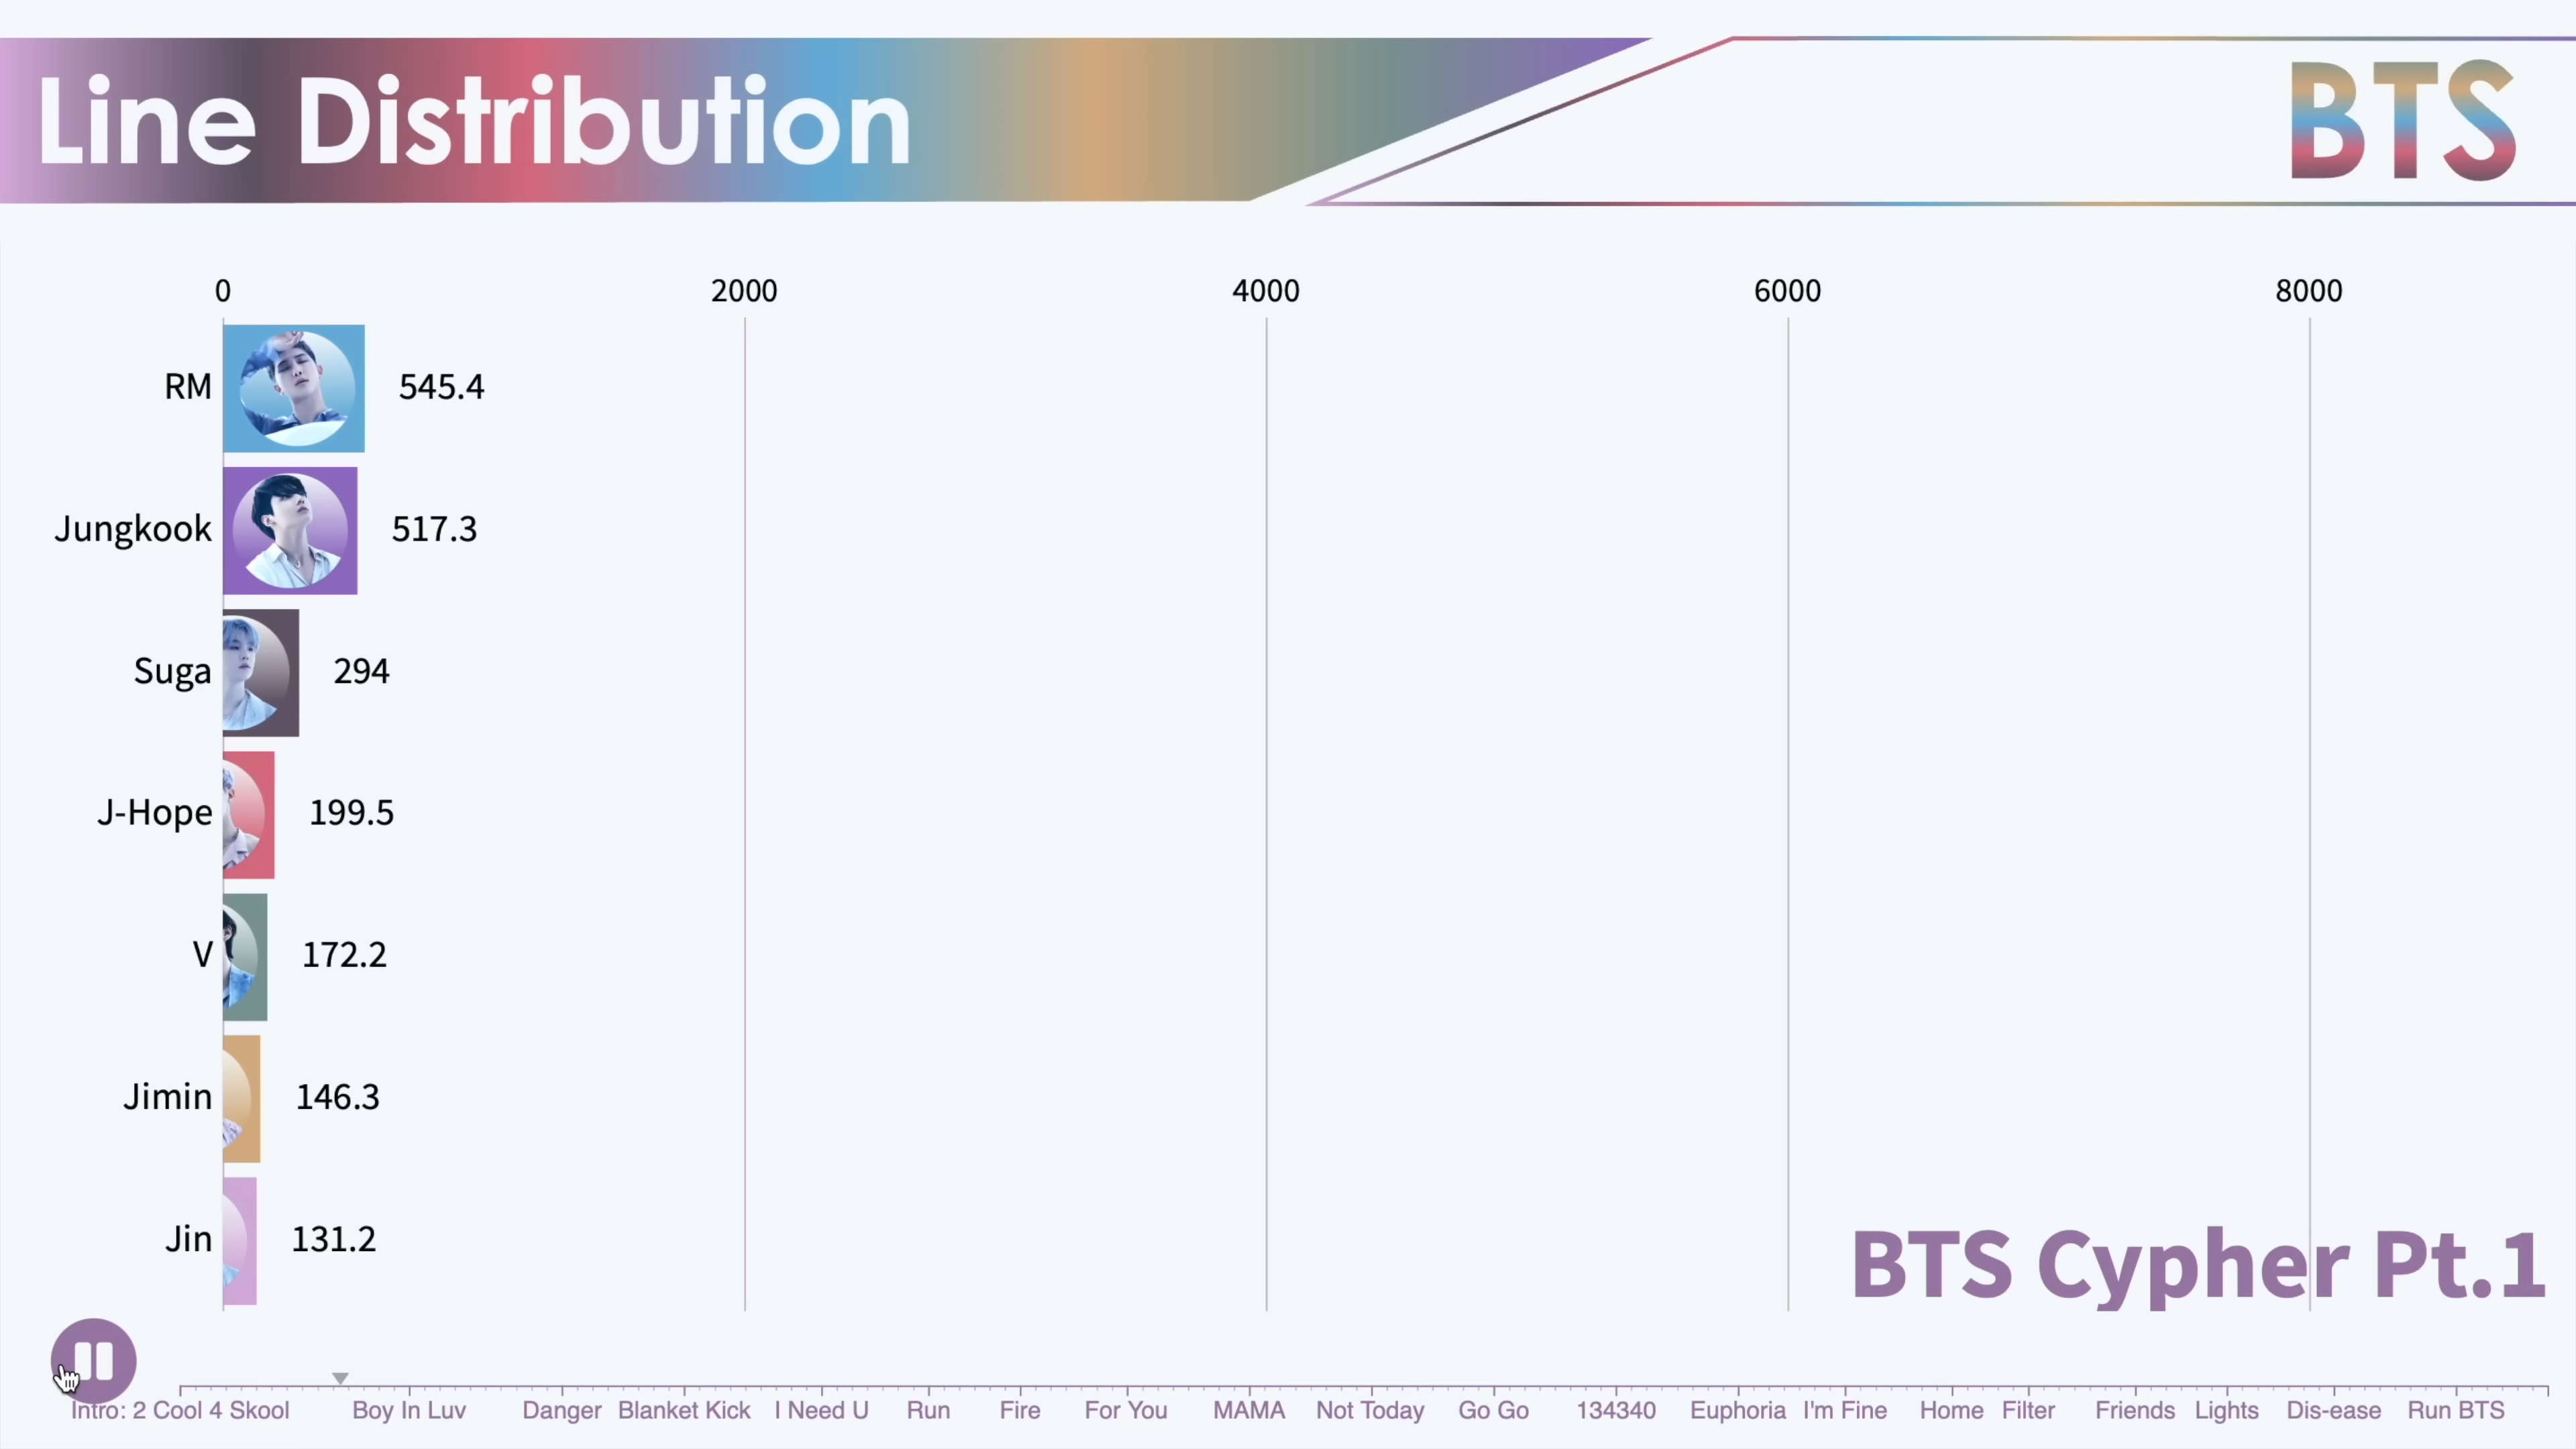 Line Distribution
BTS
0 2000 4000 6000 8000
RM 545.4
Jungkook 517.3
Suga 294
J-Hope 199.5
V 172.2
Jimin 146.3
Jin 131.2
BTS Cypher Pt.1
Intro: 2 Cool 4 Skool Boy In Luv Danger Blanket Kick I Need U Run Fire For You MAMA Not Today Go Go 134340 Euphoria I'm Fine Home Filter Friends Lights Dis-ease Run BTS